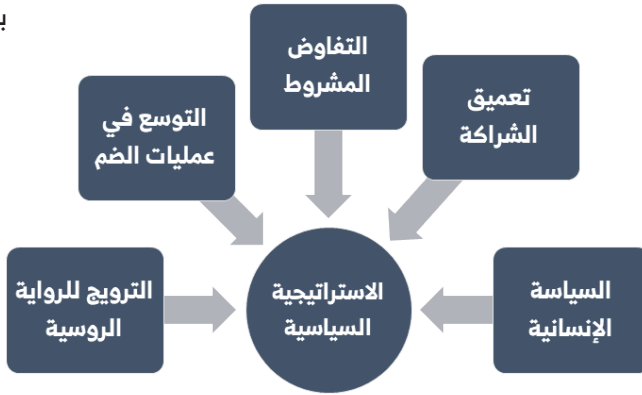 التفاوض
المشروط
تعميق
الشراكة
التوسع في
عمليات الضم
السياسة
الإنسانية
الاستراتيجية
السياسية
الترويج للرواية
الروسية